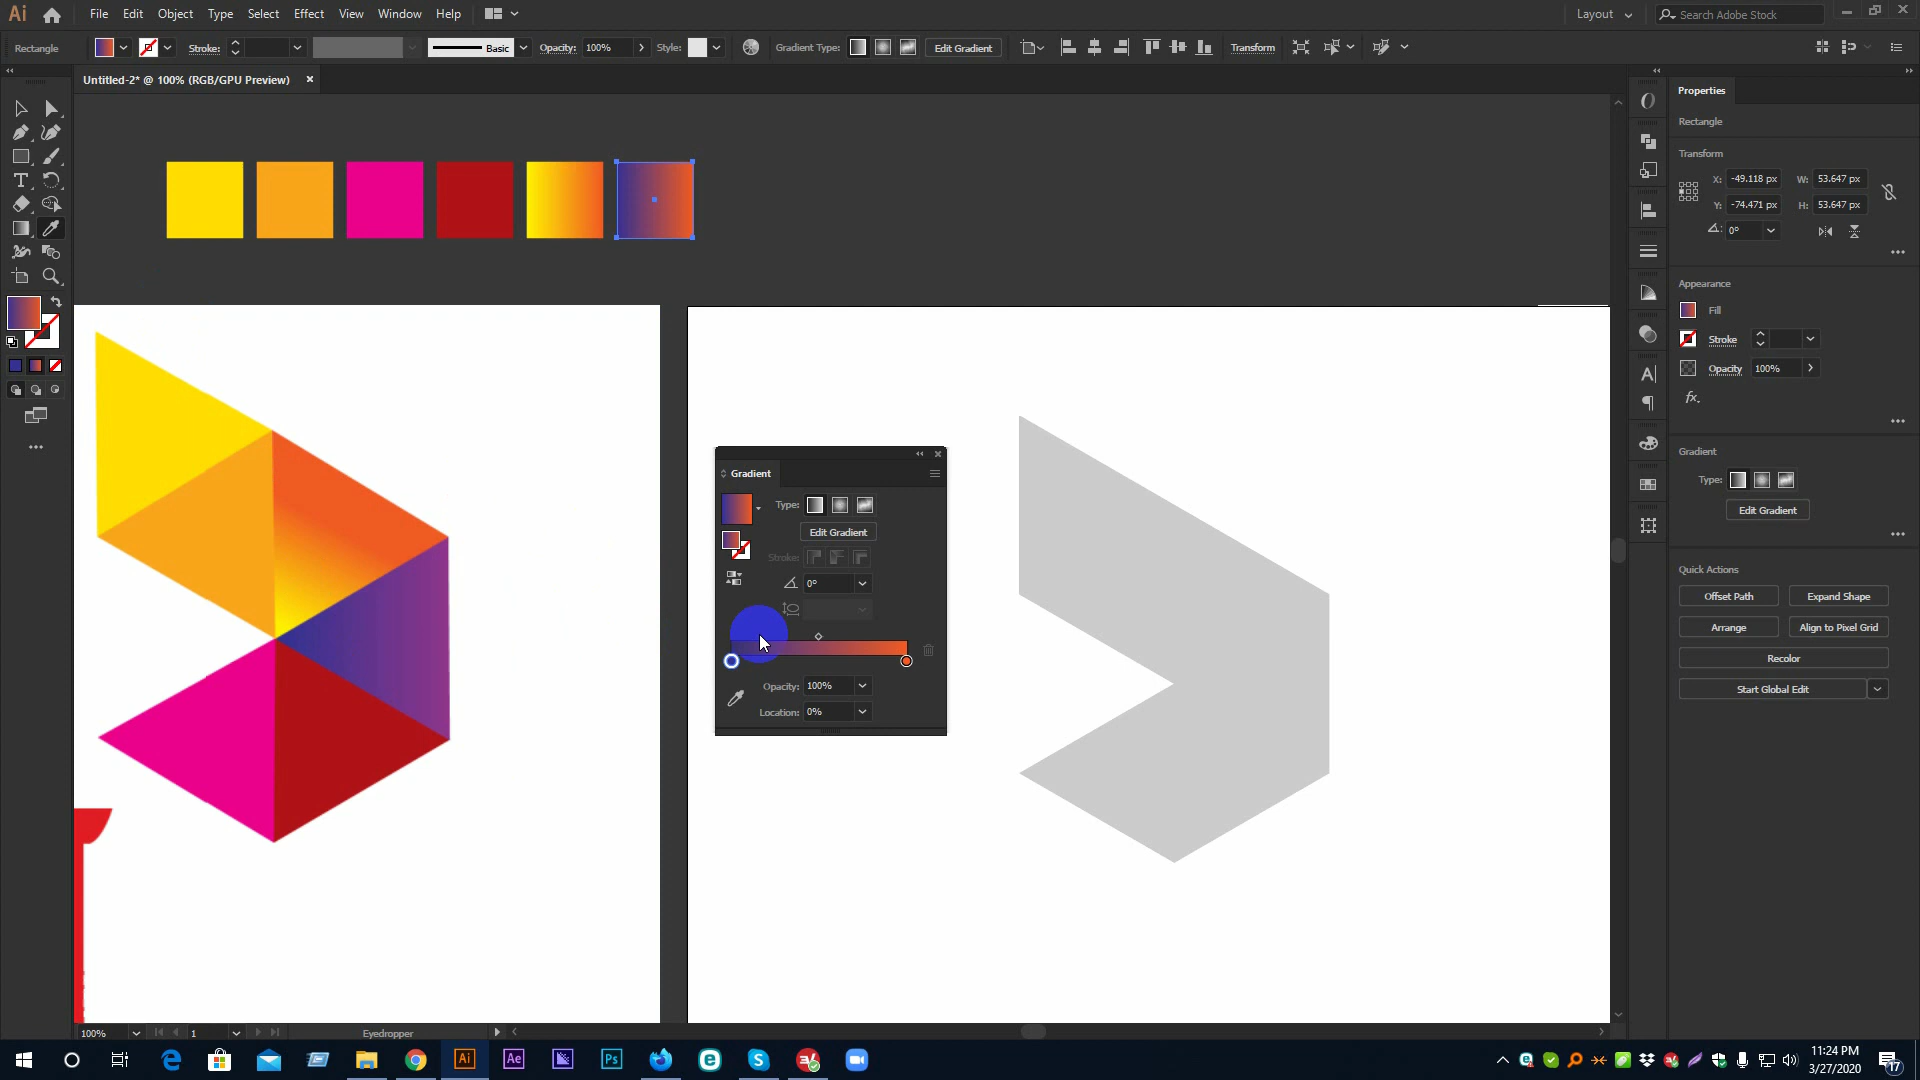 Ai File Edit Object Type Select Effect View Window Help Layout Search Adobe Stock
Rectangle Stroke: Basic Opacity: 100% Style: Gradient Type: Edit Gradient Transform
Untitled-2* @ 100% (RGB/GPU Preview)
Properties
Rectangle
Transform
X: -49.118 px W: 53.647 px
Y: -74.471 px H: 53.647 px
0°
Appearance
Fill
Stroke
Opacity 100%
fx.
Gradient
Type:
Edit Gradient
Quick Actions
Offset Path Expand Shape
Arrange Align to Pixel Grid
Recolor
Start Global Edit
Gradient
Type:
Edit Gradient
Stroke:
0°
Opacity: 100%
Location: 0%
100% 1 Eyedropper
Ai Ae Ps
11:24 PM
3/27/2020
17